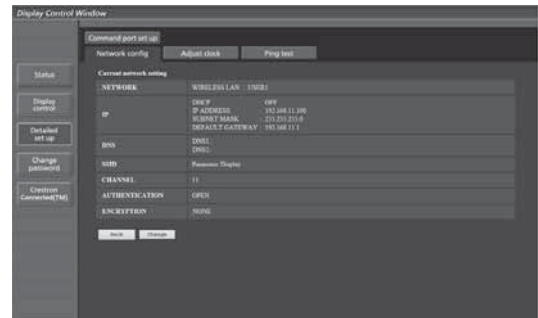 Display Control Window
Command port set up
Network config Adjust clock Ping test
Status
Display
control
Detailed
set up
Change
password
Crestron
Connected(TM)
Current network setting
NETWORK WIRELESS LAN : USER1
IP DHCP : OFF
IP ADDRESS : 192.168.11.100
SUBNET MASK : 255.255.255.0
DEFAULT GATEWAY : 192.168.11.1
DNS DNS1:
DNS2:
SSID Panasonic Display
CHANNEL 11
AUTHENTICATION OPEN
ENCRYPTION NONE
Back Change